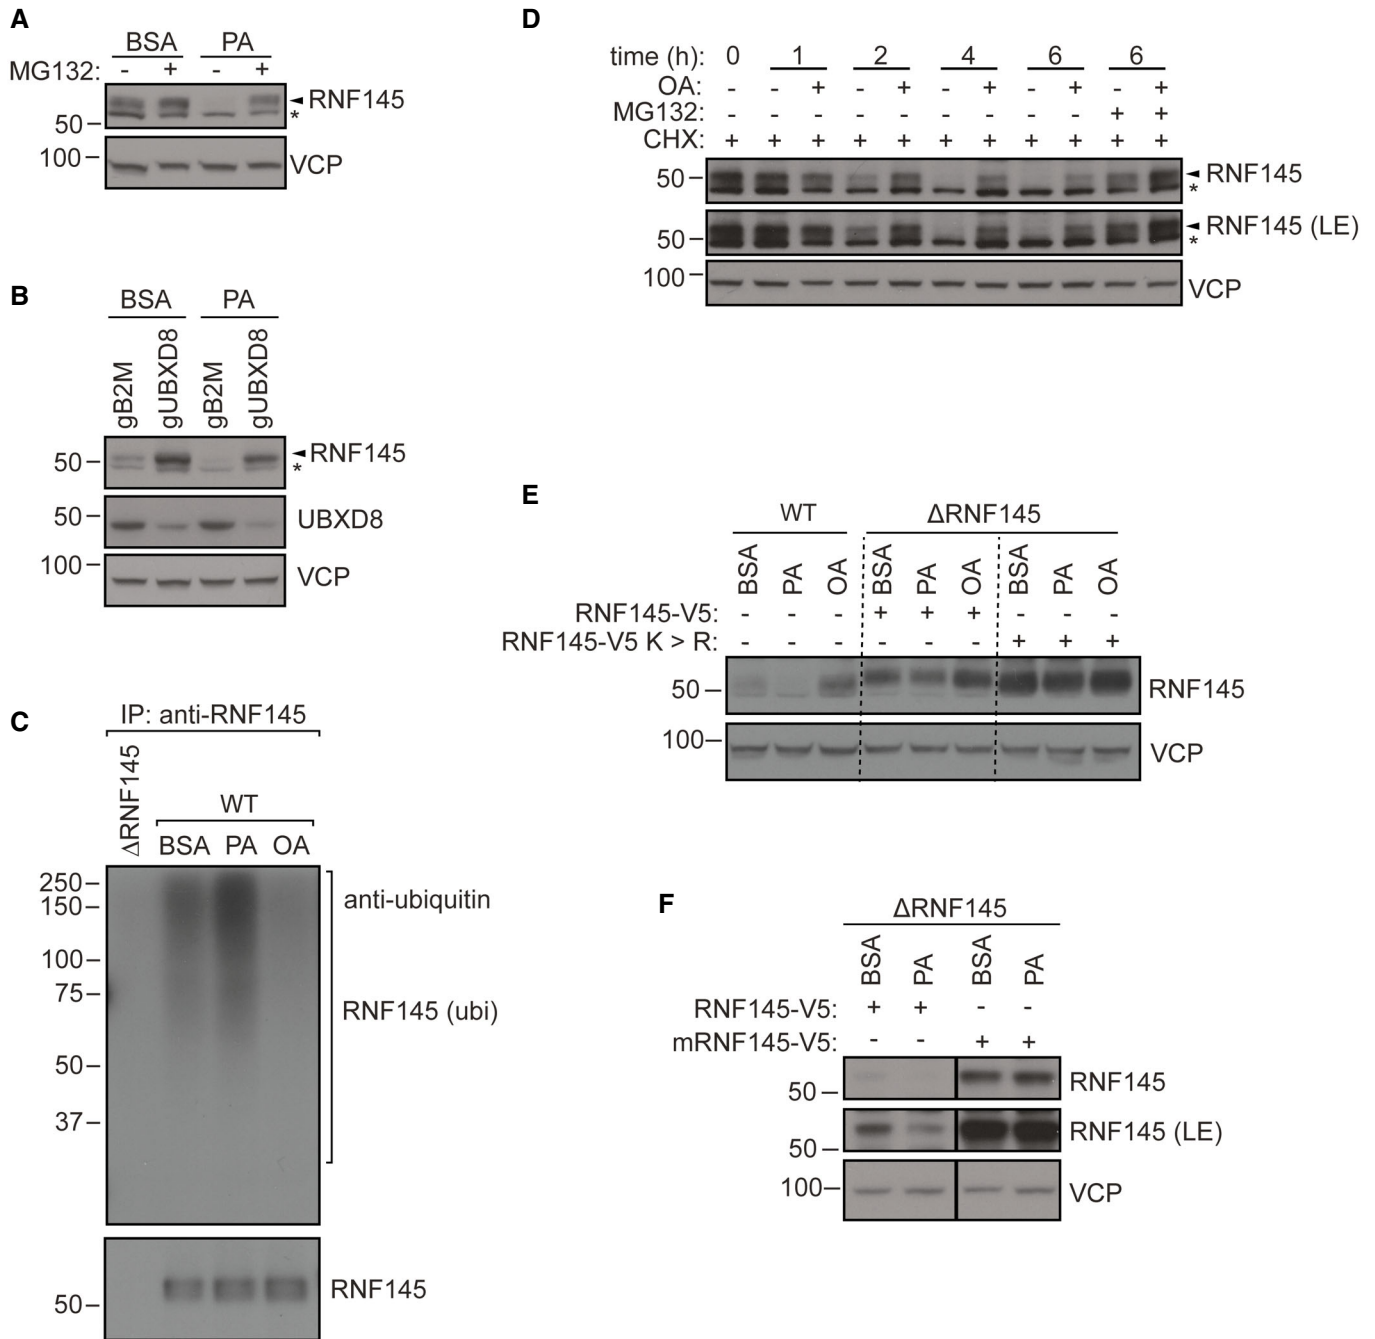 A
BSA PA
MG132: - + - +
RNF145
*
50
100
VCP
B
BSA PA
gB2M gUBXD8 gB2M gUBXD8
50
RNF145
*
50
UBXD8
100
VCP
C
IP: anti-RNF145
ΔRNF145
WT
BSA PA OA
250
150
anti-ubiquitin
100
75
RNF145 (ubi)
50
37
RNF145
50
D
time (h): 0 1 2 4 6 6
OA: - - + - + - + - + - +
MG132: - - - - - - - - - + +
CHX: + + + + + + + + + + +
50
RNF145
*
50
RNF145 (LE)
*
100
VCP
E
WT ΔRNF145
BSA PA OA BSA PA OA BSA PA OA
RNF145-V5: - - - + + + - - -
RNF145-V5 K > R: - - - - - - + + +
50
RNF145
100
VCP
F
ΔRNF145
BSA PA BSA PA
RNF145-V5: + + - -
mRNF145-V5: - - + +
50
RNF145
50
RNF145 (LE)
100
VCP